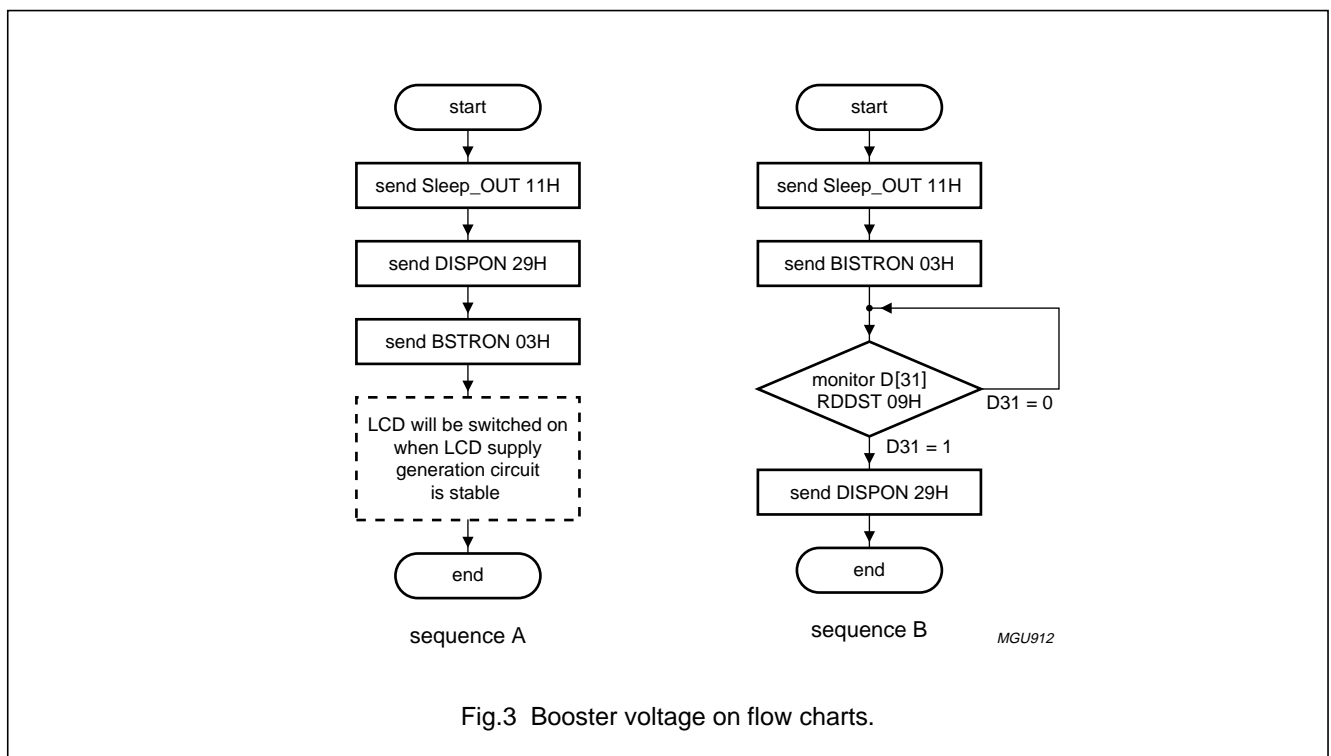 start
send Sleep_OUT 11H
send DISPON 29H
send BSTRON 03H
LCD will be switched on
when LCD supply
generation circuit
is stable
end
sequence A
start
send Sleep_OUT 11H
send BISTRON 03H
monitor D[31]
RDDST 09H
D31 = 0
D31 = 1
send DISPON 29H
end
sequence B
MGU912
Fig.3 Booster voltage on flow charts.